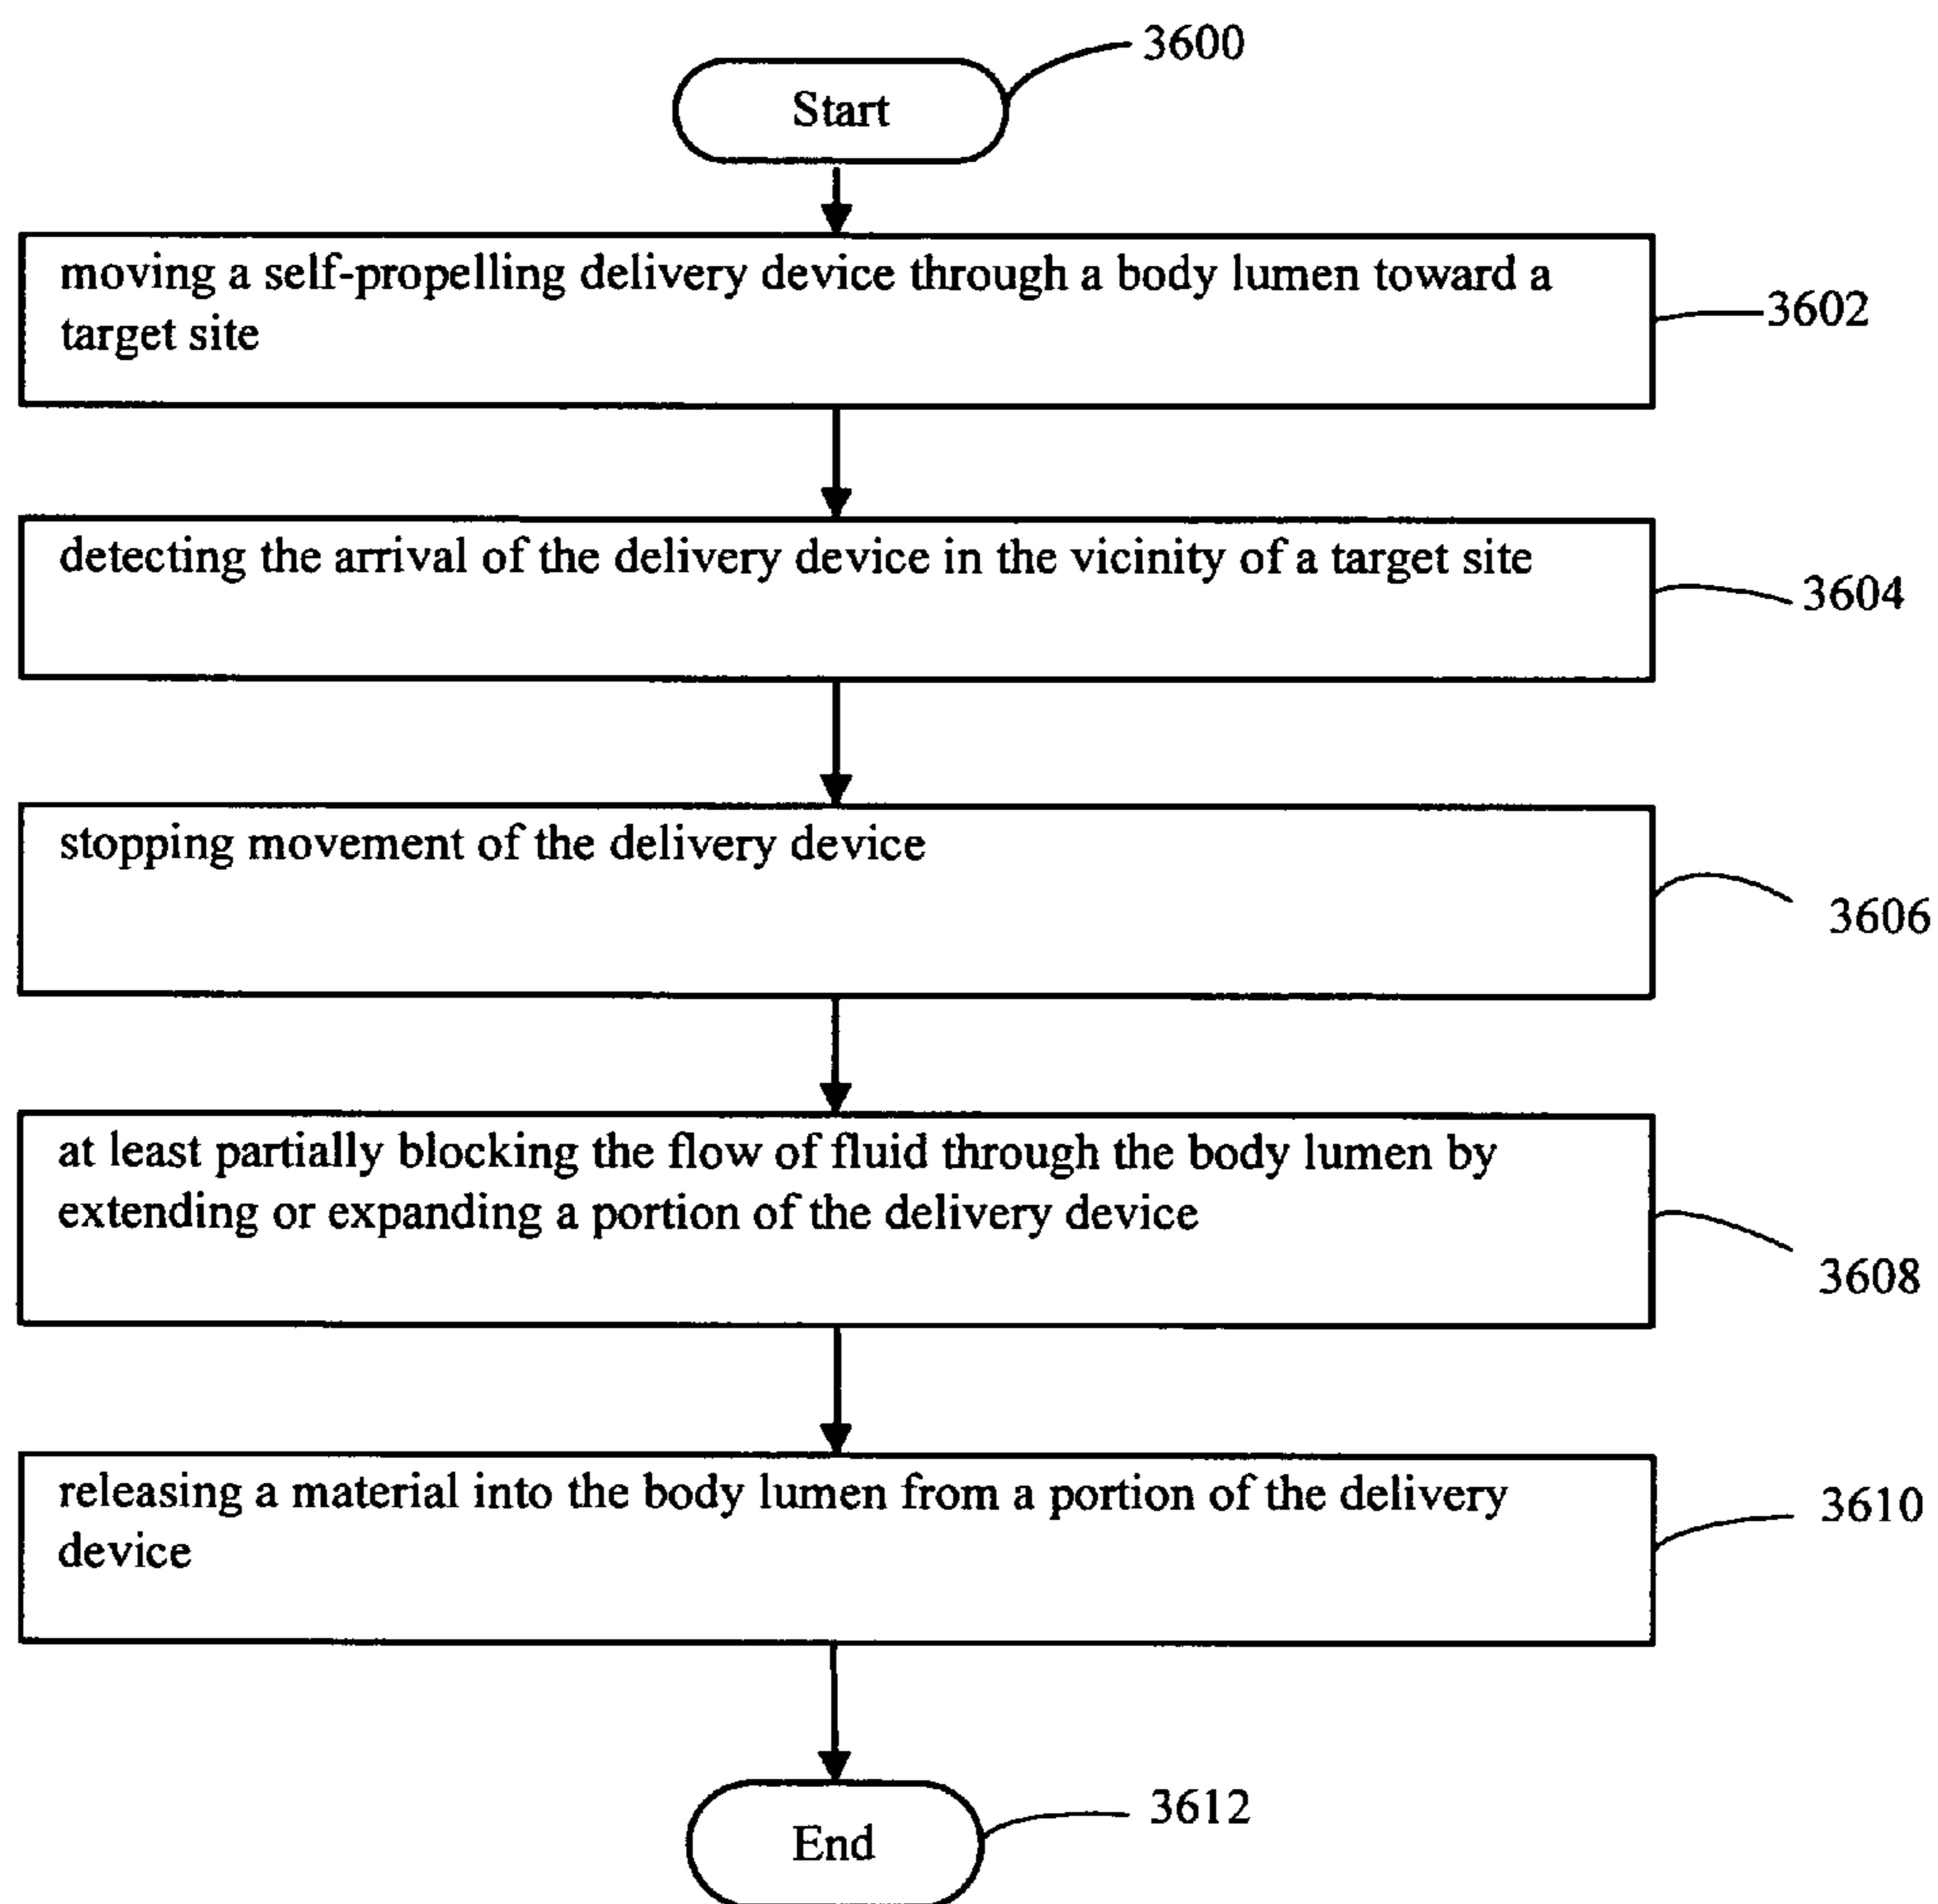 3600
Start
moving a self-propelling delivery device through a body lumen toward a
target site
3602
detecting the arrival of the delivery device in the vicinity of a target site
3604
stopping movement of the delivery device
3606
at least partially blocking the flow of fluid through the body lumen by
extending or expanding a portion of the delivery device
3608
releasing a material into the body lumen from a portion of the delivery
device
3610
3612
End